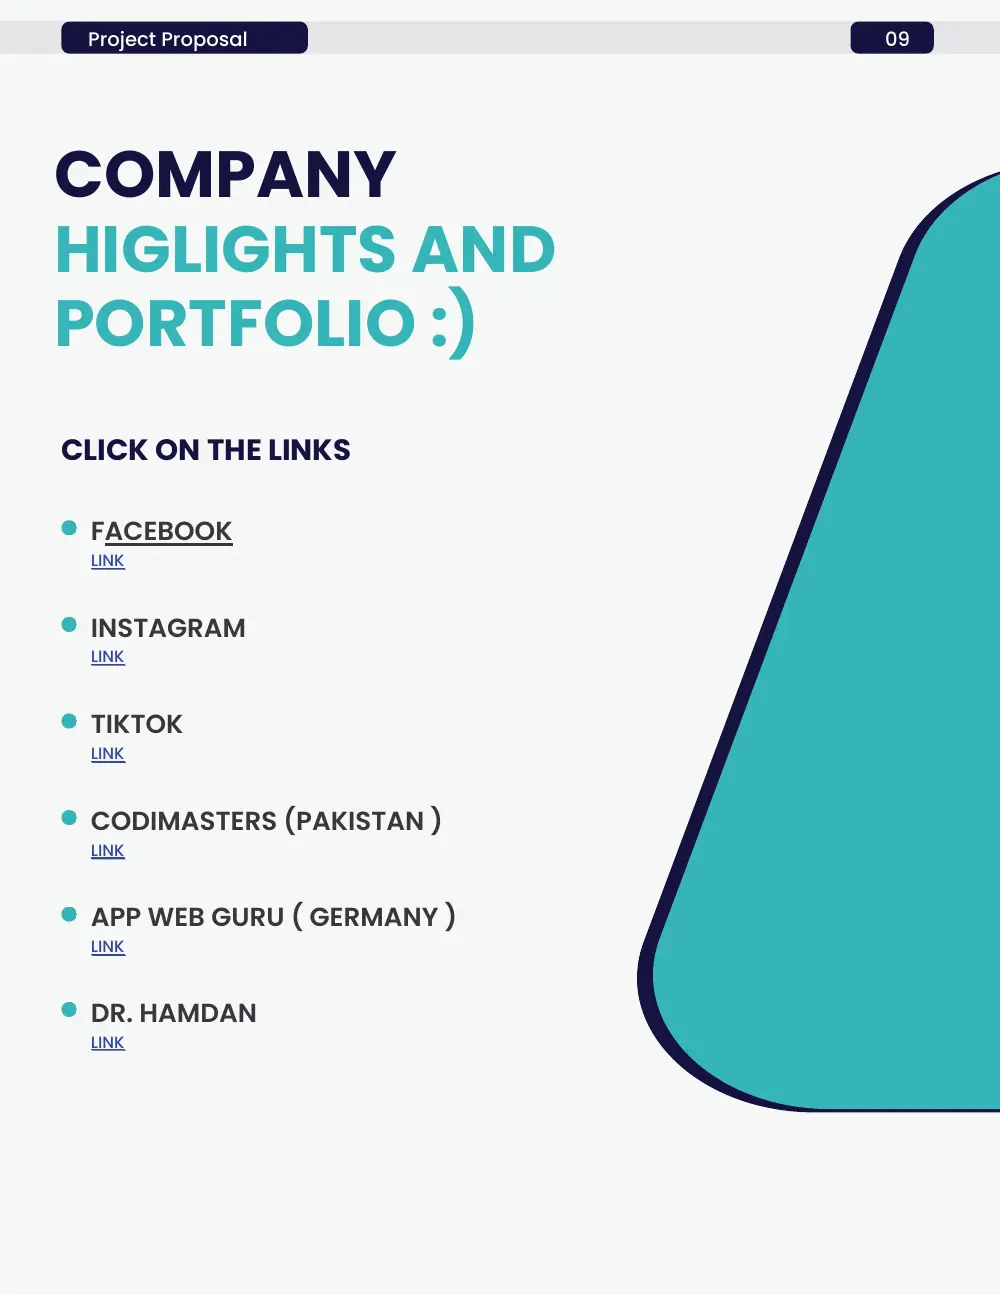 Project Proposal
09
COMPANY
HIGLIGHTS AND
PORTFOLIO :)
CLICK ON THE LINKS
FACEBOOK
LINK
INSTAGRAM
LINK
TIKTOK
LINK
CODIMASTERS (PAKISTAN )
LINK
APP WEB GURU ( GERMANY )
LINK
DR. HAMDAN
LINK